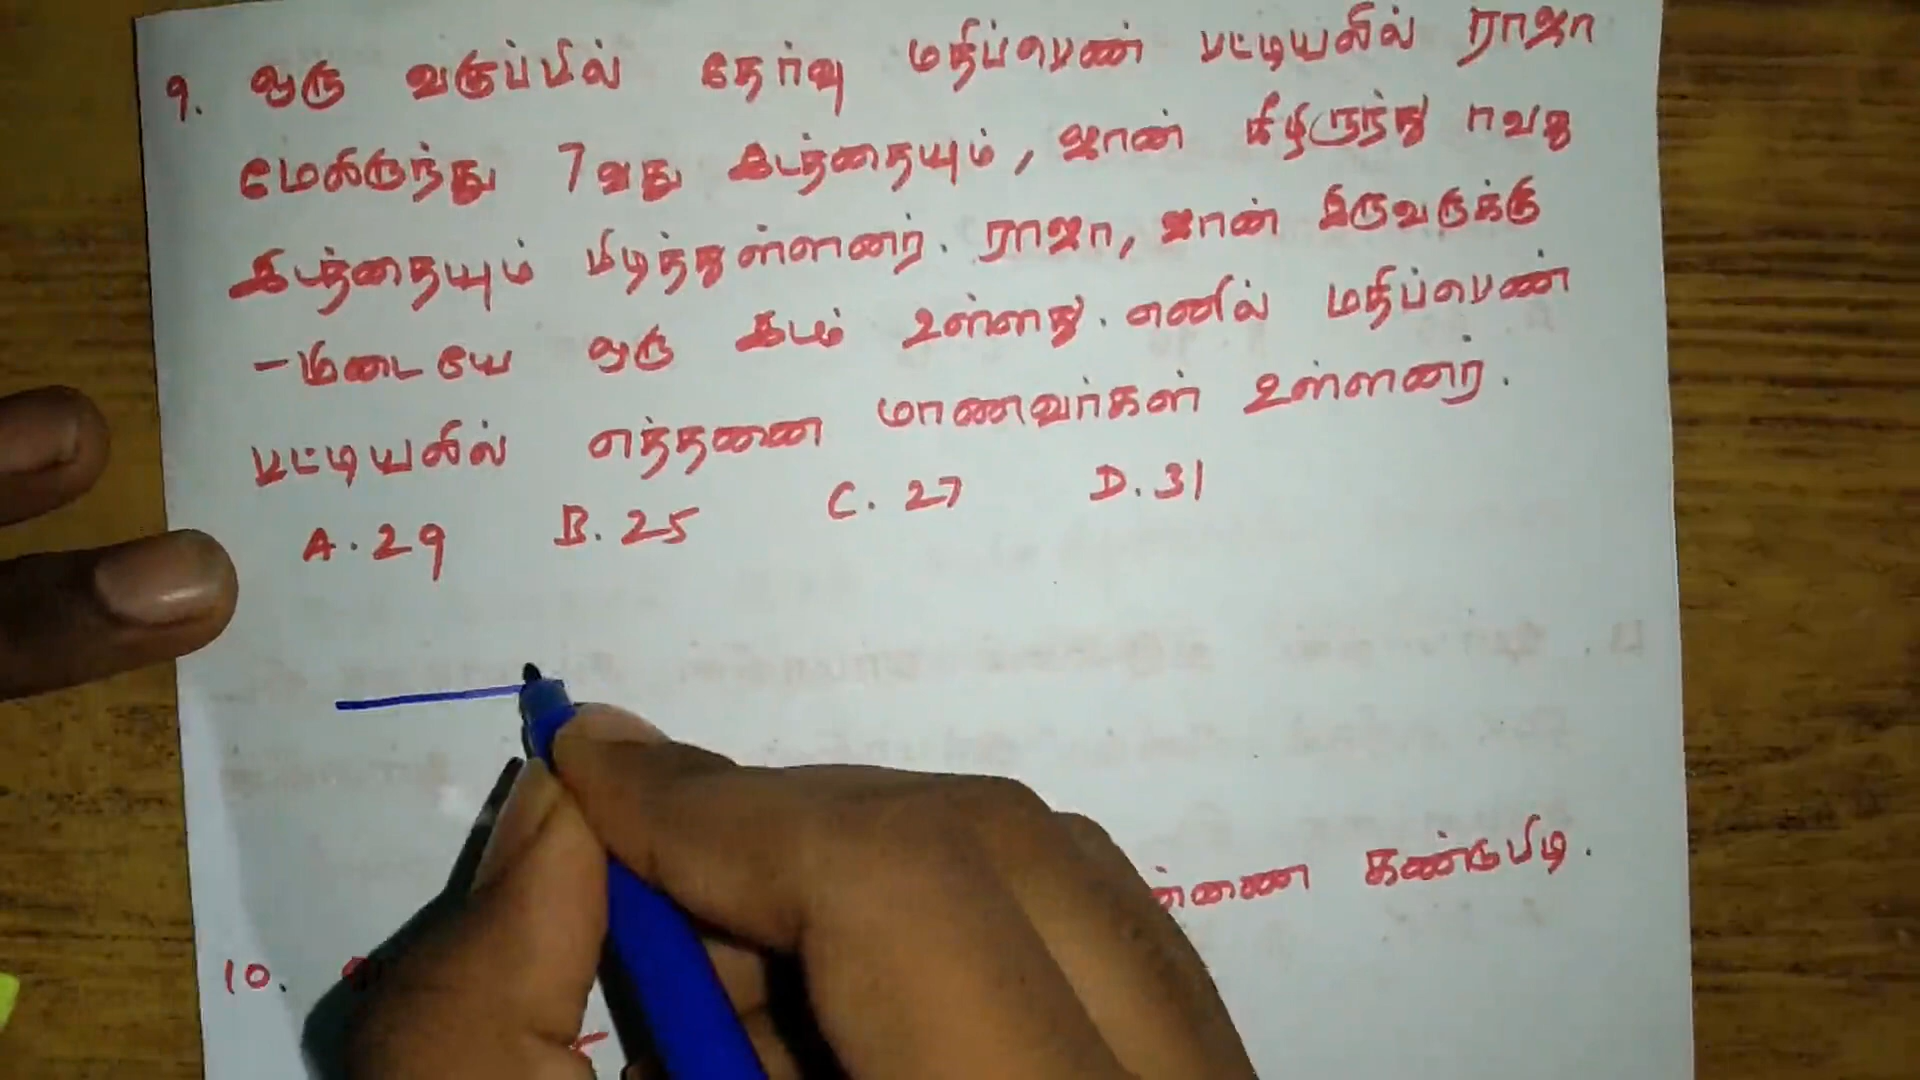 9. ஒரு வகுப்பில் தேர்வு மதிப்பெண் பட்டியலில் ராஜா
மேலிருந்து 7வது இடத்தையும், ஜான் கீழிருந்து 17வது
இடத்தையும் பிடித்துள்ளனர். ராஜா, ஜான் இருவருக்கு
-மிடையே ஒரு இடம் உள்ளது. எனில் மதிப்பெண்
பட்டியலில் எத்தனை மாணவர்கள் உள்ளனர்.
A. 29 B. 25 C. 27 D. 31
கண்டுபிடி.
10.